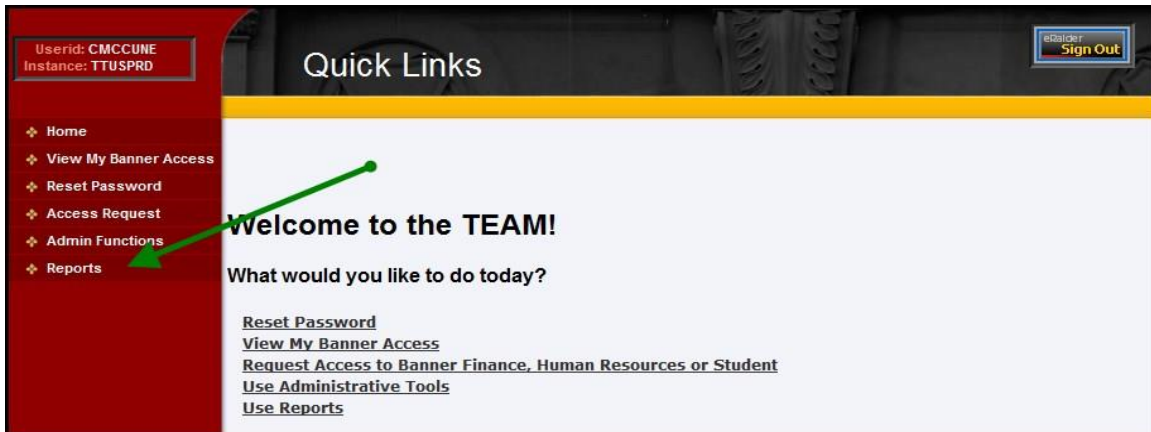 Userid: CMCCUNE
Instance: TTUSPRD
Quick Links
eRaider
Sign Out
Home
View My Banner Access
Reset Password
Access Request
Admin Functions
Reports
Welcome to the TEAM!
What would you like to do today?
Reset Password
View My Banner Access
Request Access to Banner Finance, Human Resources or Student
Use Administrative Tools
Use Reports